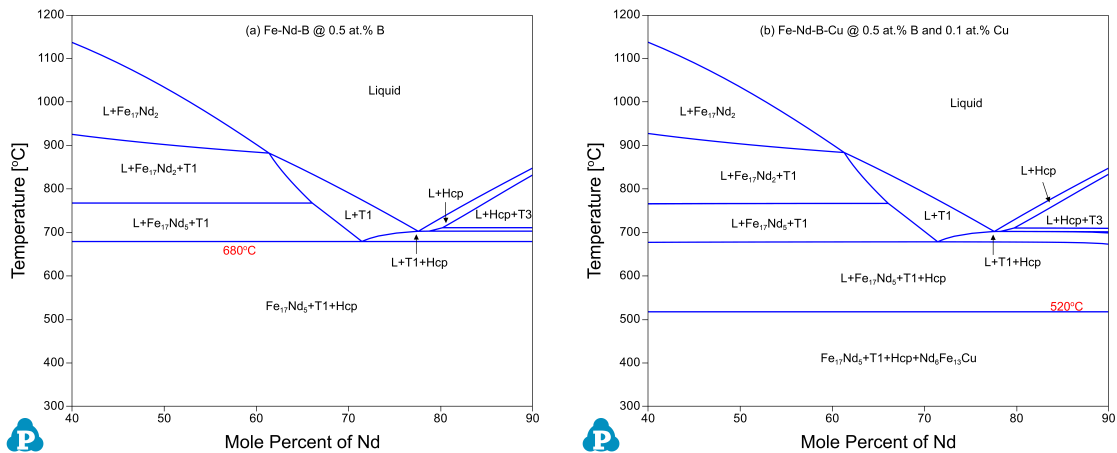 (a) Fe-Nd-B @ 0.5 at.% B
1200
1100
1000
900
800
700
600
500
400
300
Temperature [°C]
Liquid
L+Fe₁₇Nd₂
L+Fe₁₇Nd₂+T1
L+Hcp
L+T1
L+Hcp+T3
L+Fe₁₇Nd₅+T1
680°C
L+T1+Hcp
Fe₁₇Nd₅+T1+Hcp
40 50 60 70 80 90
Mole Percent of Nd
P
(b) Fe-Nd-B-Cu @ 0.5 at.% B and 0.1 at.% Cu
1200
1100
1000
900
800
700
600
500
400
300
Temperature [°C]
Liquid
L+Fe₁₇Nd₂
L+Hcp
L+Fe₁₇Nd₂+T1
L+T1
L+Hcp+T3
L+Fe₁₇Nd₅+T1
L+T1+Hcp
L+Fe₁₇Nd₅+T1+Hcp
520°C
Fe₁₇Nd₅+T1+Hcp+Nd₆Fe₁₃Cu
40 50 60 70 80 90
Mole Percent of Nd
P